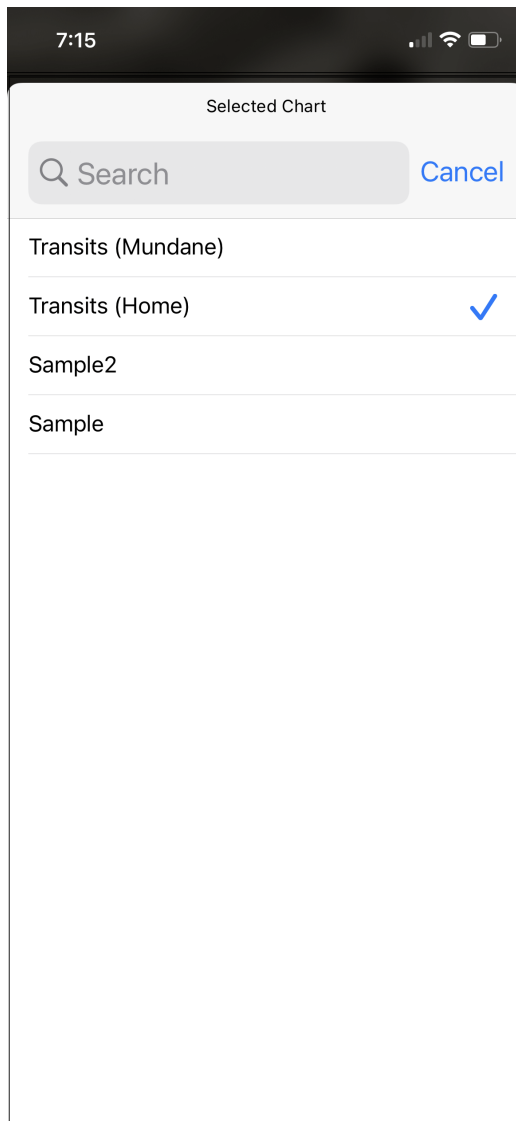 7:15
Selected Chart
Search
Cancel
Transits (Mundane)
Transits (Home)
Sample2
Sample